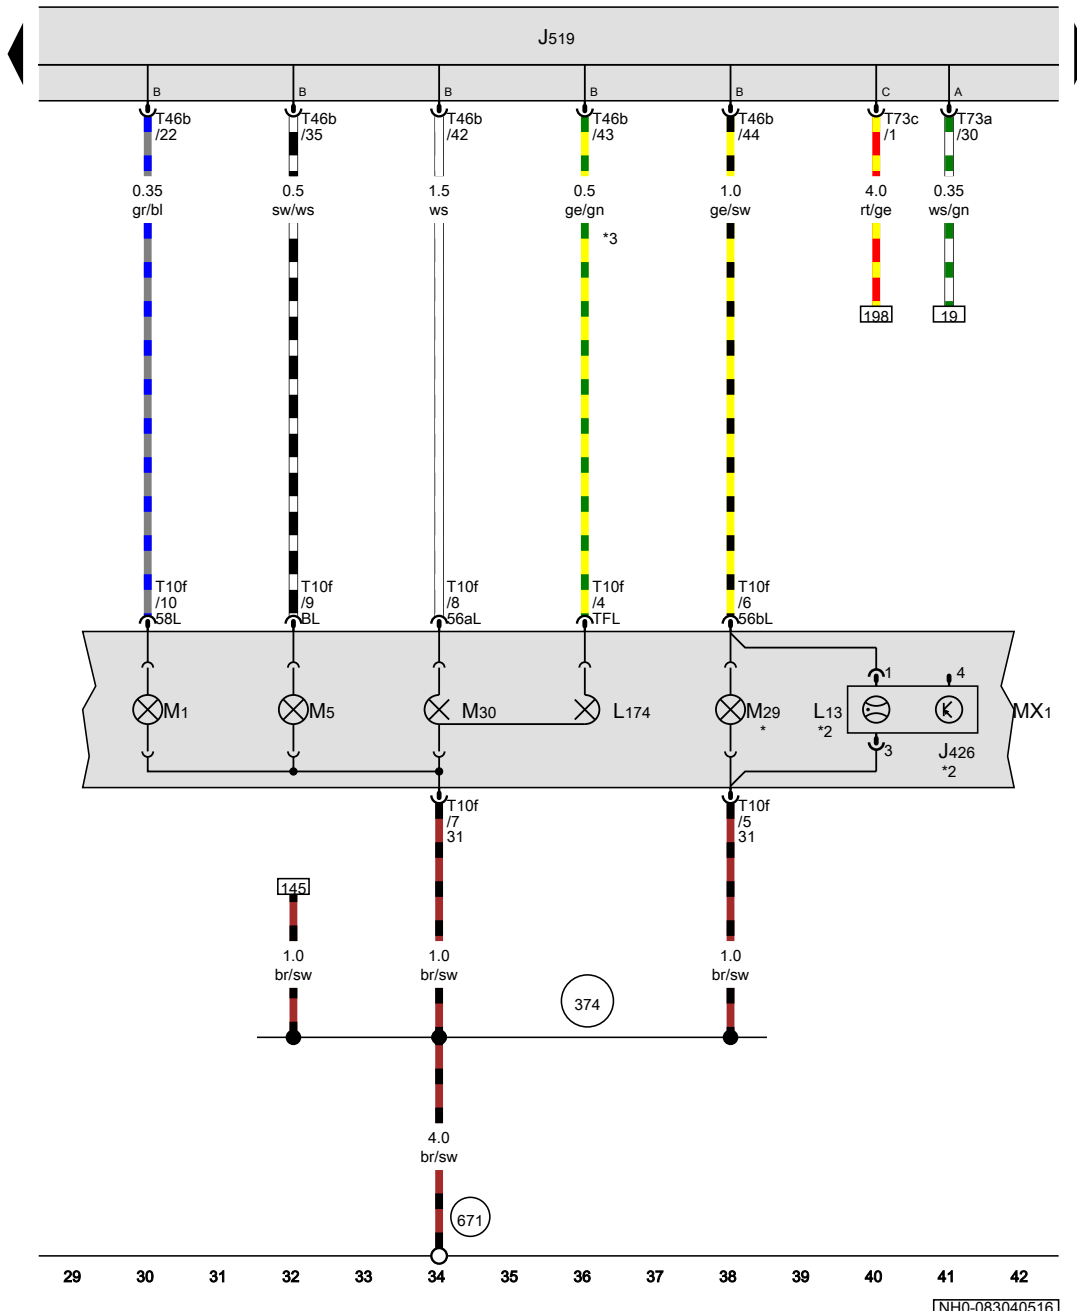 J519
B B B B B C A
T46b T46b T46b T46b T46b T73c T73a
/22 /35 /42 /43 /44 /1 /30
0.35 0.5 1.5 0.5 1.0 4.0 0.35
gr/bl sw/ws ws ge/gn ge/sw rt/ge ws/gn
*3
198 19
T10f T10f T10f T10f T10f
/10 /9 /8 /4 /6
58L BL 56aL TFL 56bL
1 4
M1 M5 M30 L174 M29 L13 MX1
* *2
3 J426
*2
T10f T10f
/7 /5
31 31
145
1.0 1.0 1.0
br/sw br/sw br/sw
374
4.0
br/sw
671
29 30 31 32 33 34 35 36 37 38 39 40 41 42
NH0-083040516